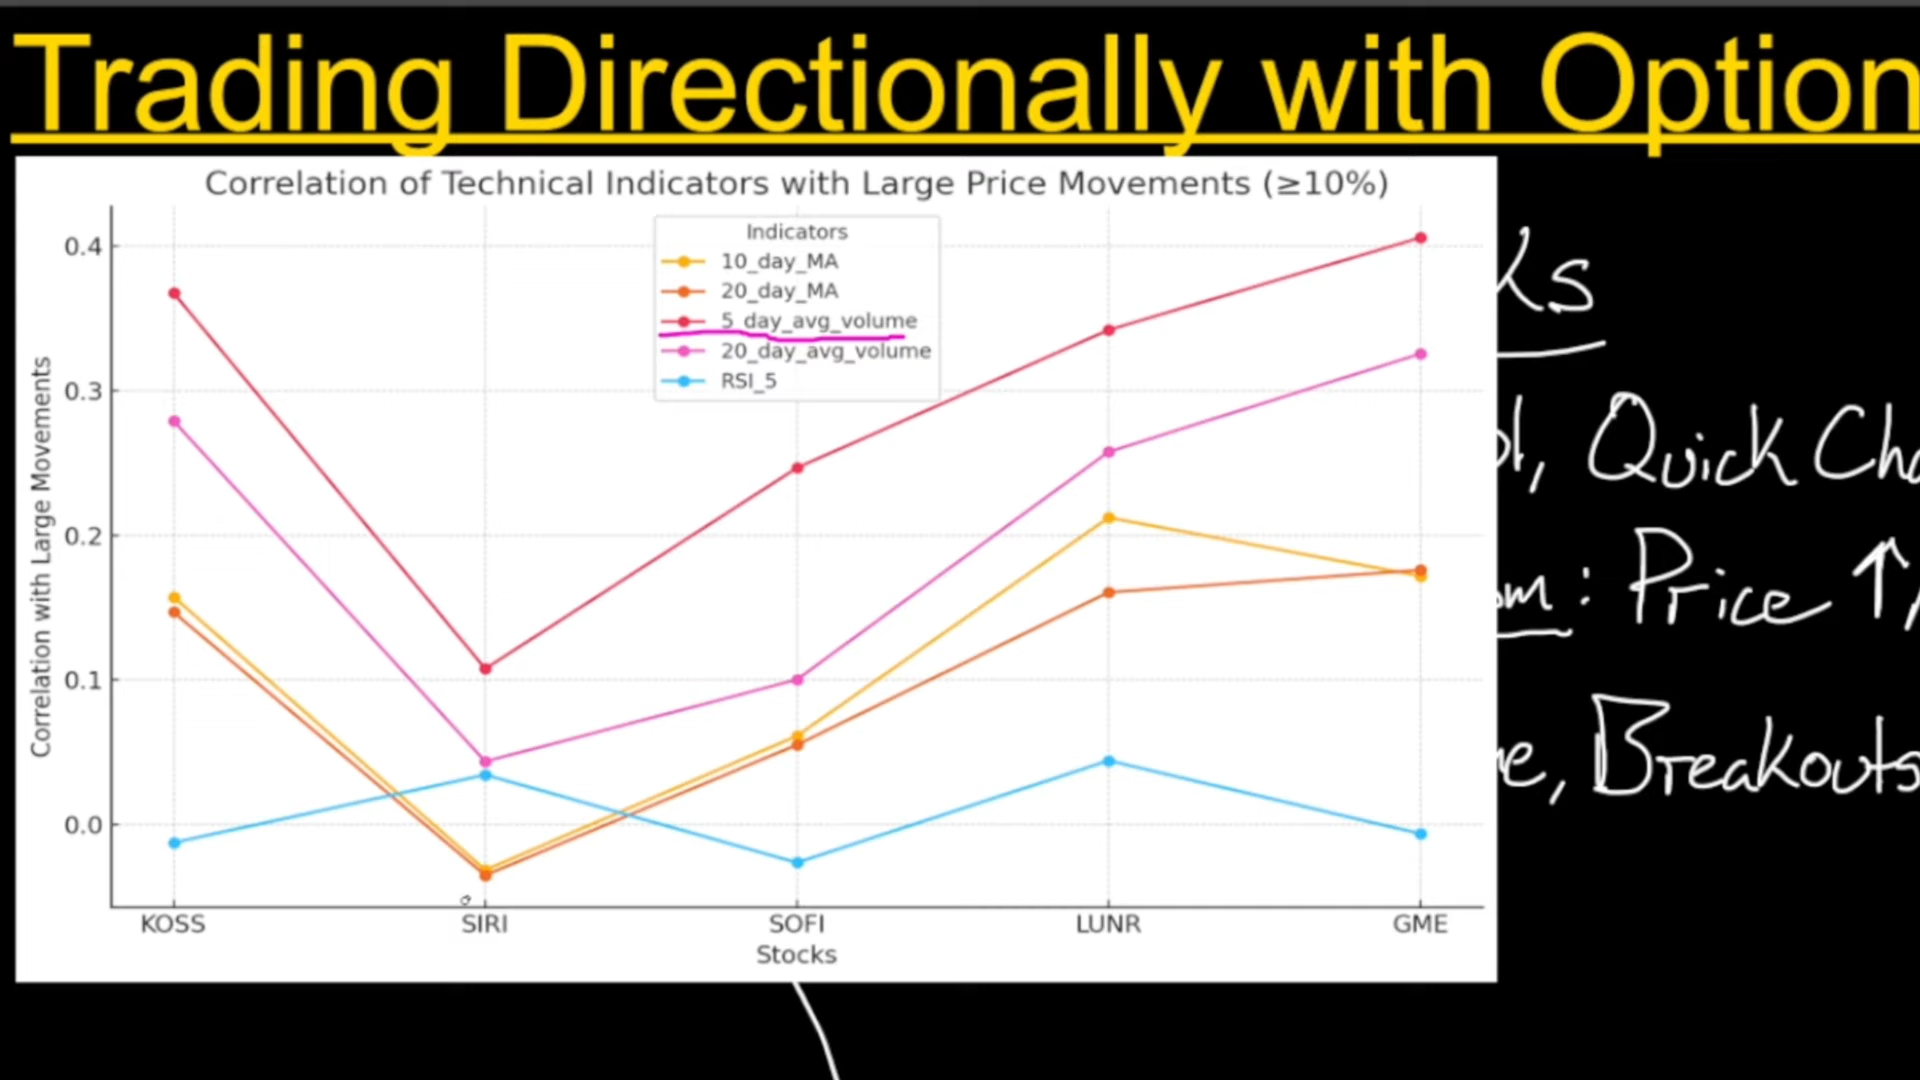 Trading Directionally with Option
Correlation of Technical Indicators with Large Price Movements (≥10%)
Indicators
10_day_MA
20_day_MA
5_day_avg_volume
20_day_avg_volume
RSI_5
Correlation with Large Movements
0.4
0.3
0.2
0.1
0.0
KOSS SIRI SOFI LUNR GME
Stocks
ks
, Quick Cha
om: Price ↑/
e, Breakouts